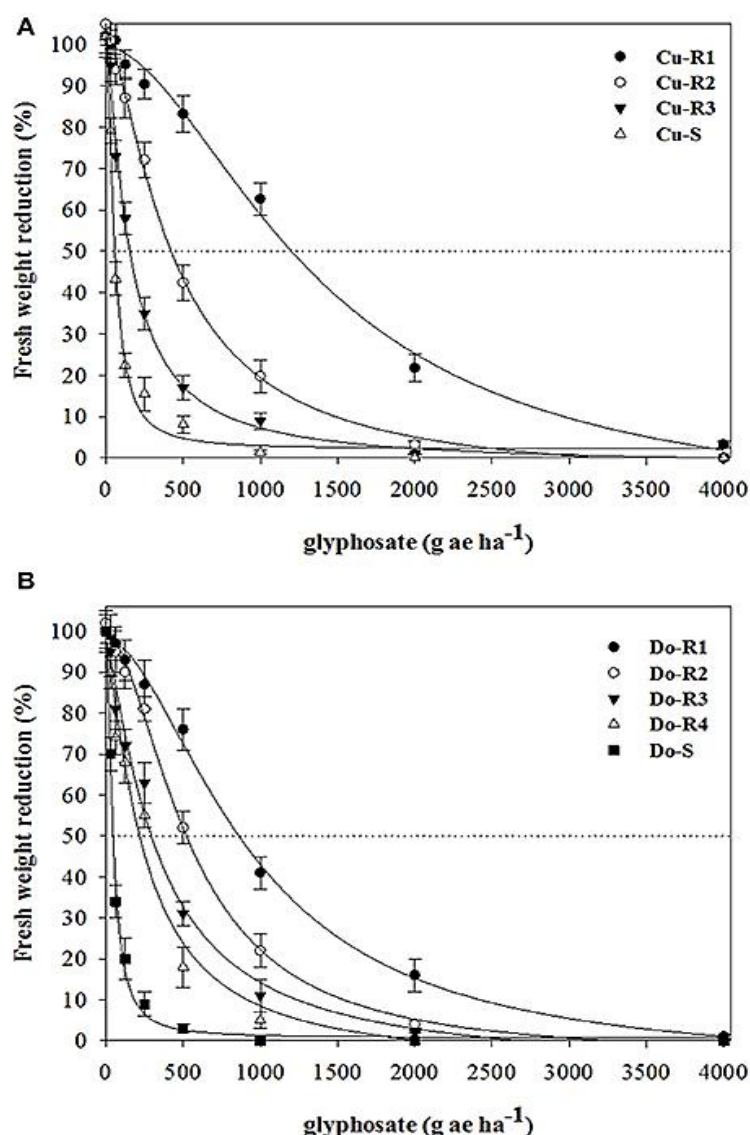 A
Fresh weight reduction (%)
100
90
80
70
60
50
40
30
20
10
0
Cu-R1
Cu-R2
Cu-R3
Cu-S
0 500 1000 1500 2000 2500 3000 3500 4000
glyphosate (g ae ha⁻¹)
B
Fresh weight reduction (%)
100
90
80
70
60
50
40
30
20
10
0
Do-R1
Do-R2
Do-R3
Do-R4
Do-S
0 500 1000 1500 2000 2500 3000 3500 4000
glyphosate (g ae ha⁻¹)